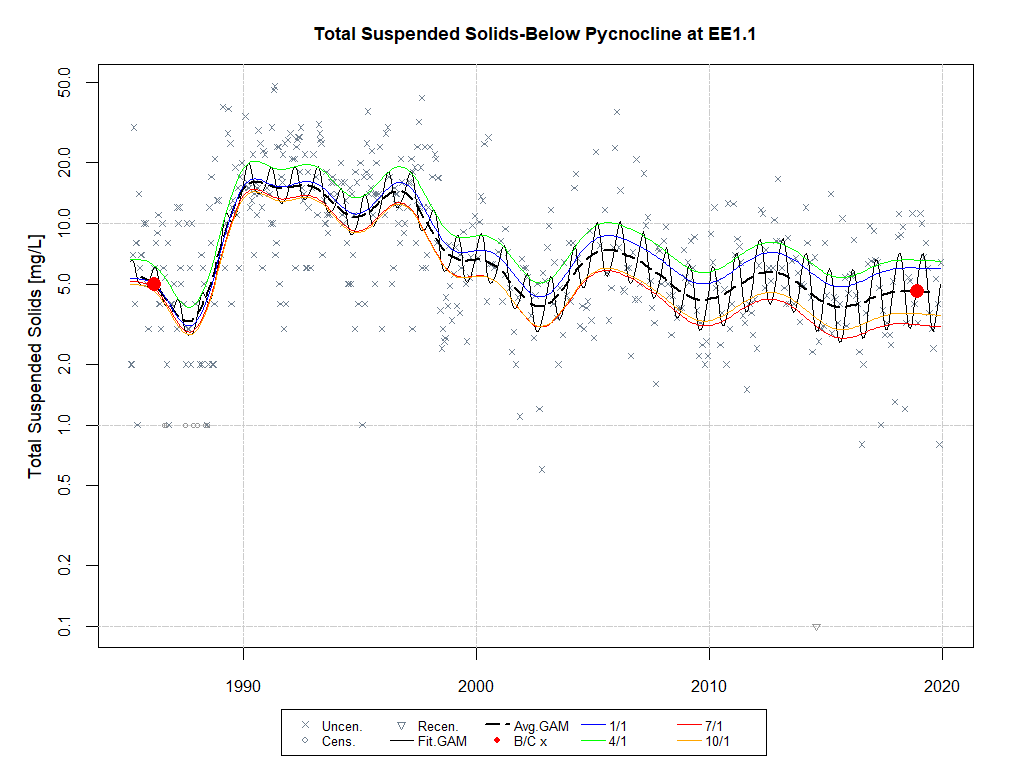 Total Suspended Solids-Below Pycnocline at EE1.1
Total Suspended Solids [mg/L]
50.0
20.0
10.0
5.0
2.0
1.0
0.5
0.2
0.1
1990 2000 2010 2020
Uncen. Recen. Avg.GAM 1/1 7/1
Cens. Fit.GAM B/C x 4/1 10/1